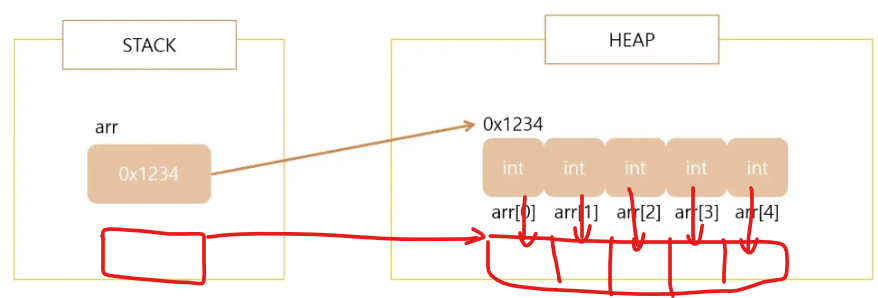 STACK
HEAP
arr
0x1234
0x1234
int int int int int
arr[0] arr[1] arr[2] arr[3] arr[4]